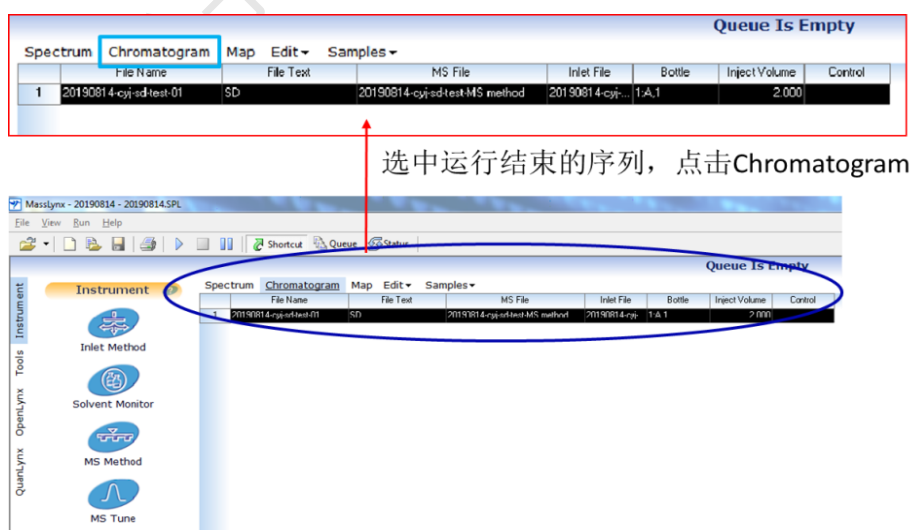 Queue Is Empty
Spectrum Chromatogram Map Edit Samples
File Name File Text MS File Inlet File Bottle Inject Volume Control
1 20190814-cyj-sd-test-01 SD 20190814-cyj-sd-test-MS method 20190814-cyj-... 1:A,1 2.000
选中运行结束的序列，点击Chromatogram
MassLynx - 20190814 - 20190814.SPL
File View Run Help
Shortcut Queue Status
Queue Is Empty
Instrument
Spectrum Chromatogram Map Edit Samples
File Name File Text MS File Inlet File Bottle Inject Volume Control
1 20190814-cyj-sd-test-01 SD 20190814-cyj-sd-test-MS method 20190814-cyj- 1:A,1 2.000
Instrument
Tools
OpenLynx
QuanLynx
Inlet Method
Solvent Monitor
MS Method
MS Tune